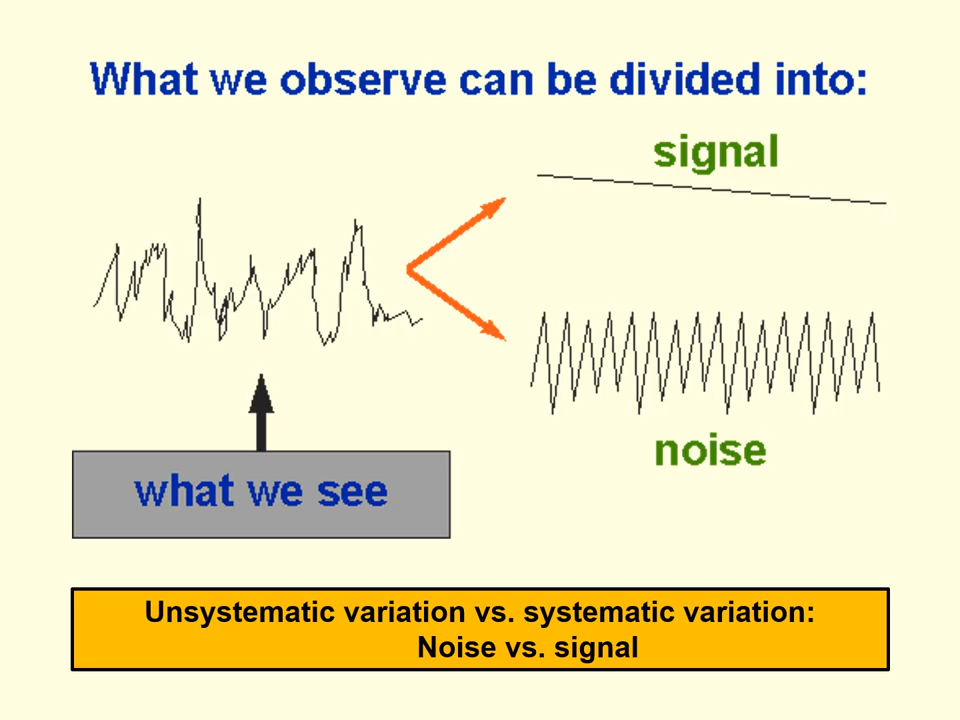 What we observe can be divided into:
signal
noise
what we see
Unsystematic variation vs. systematic variation:
Noise vs. signal